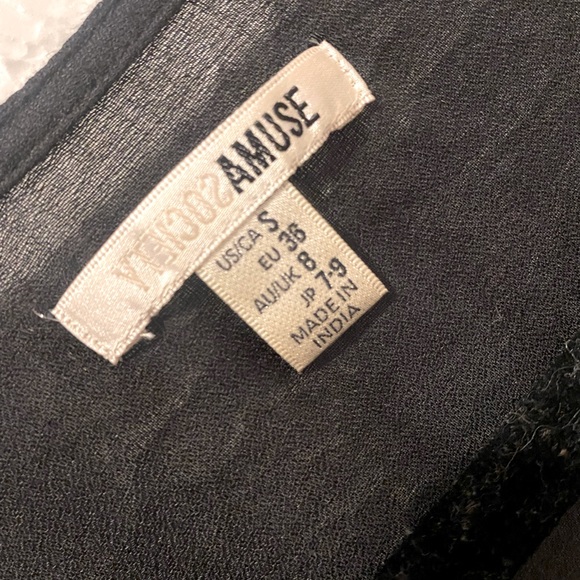 AMUSE
SOCIETY
US/CA S
EU 36
AU/UK 8
JP 7-9
MADE IN
INDIA